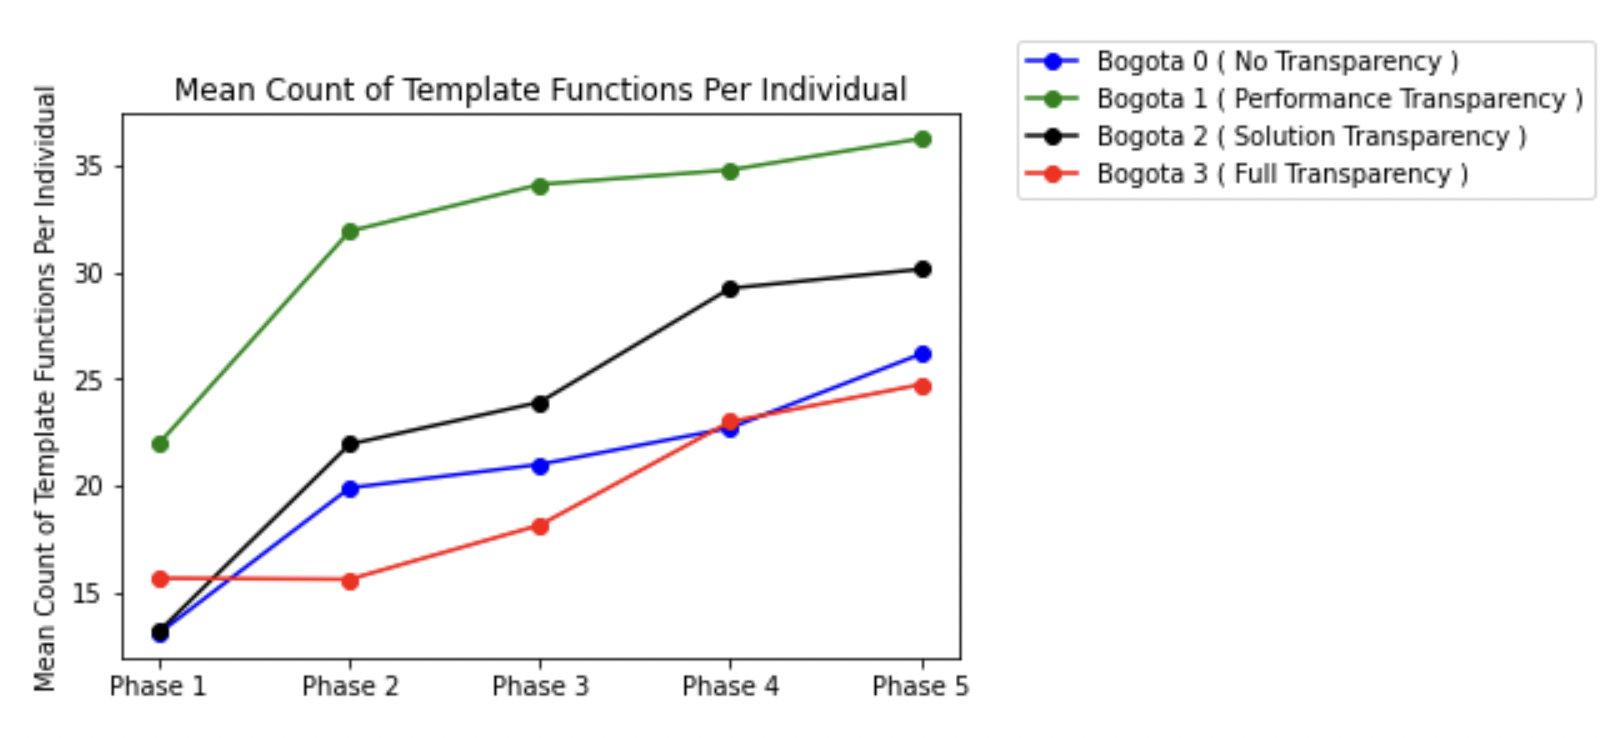 Mean Count of Template Functions Per Individual
Mean Count of Template Functions Per Individual
35
30
25
20
15
Phase 1
Phase 2
Phase 3
Phase 4
Phase 5
Bogota 0 ( No Transparency )
Bogota 1 ( Performance Transparency )
Bogota 2 ( Solution Transparency )
Bogota 3 ( Full Transparency )